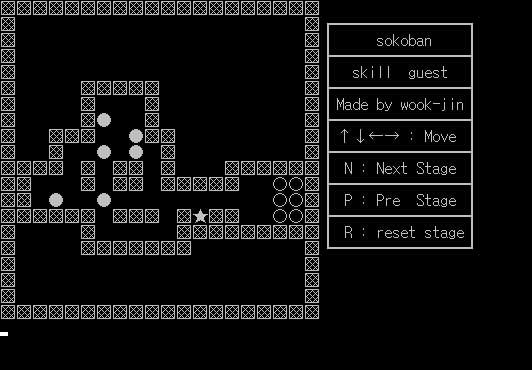 sokoban
skill guest
Made by wook-jin
↑↓←→ : Move
N : Next Stage
P : Pre Stage
R : reset stage